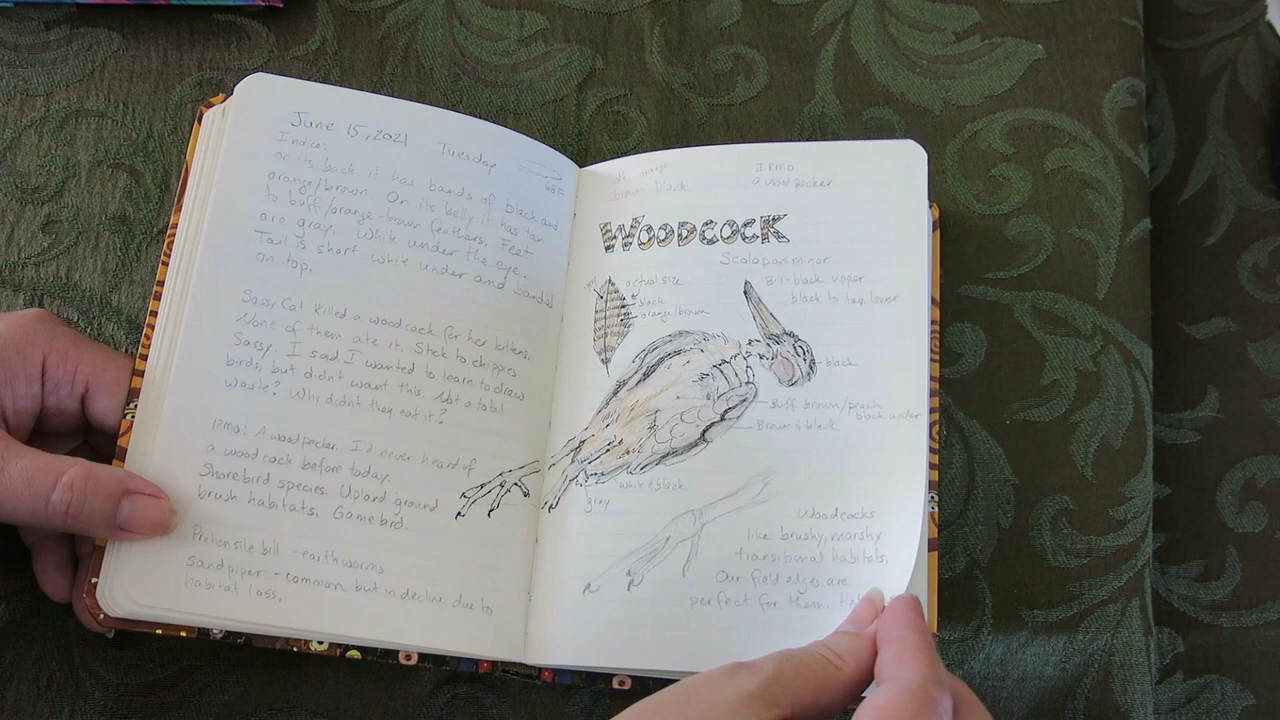 June 15, 2021 Tuesday
68F
Indica:
on its back it has bands of black and
orange/brown On its belly it has tan
to buff/orange-brown feathers. Feet
are gray. White under the eye.
Tail is short white under and banded
on top.
Sassy Cat killed a woodcock for her kittens.
None of them ate it. Stick to chippies
Sassy. I said I wanted to learn to draw
birds, but didn't want this. Not a total
waste? Why didn't they eat it?
IRMO: A woodpecker. I'd never heard of
a woodcock before today.
Shorebird species. Upland ground
brush habitats. Gamebird.
Prehensile bill - earthworms
sandpiper - common but in decline due to
habitat loss.
brown black
IRMO
a woodpecker
WOODCOCK
Scolopax minor
gray
actual size
black
orange/brown
Bill-black upper
black to tan lower
black
Buff brown/peach
black under
Brown & black
white & black
gray
Woodcocks
like brushy, marshy
transitional habitats.
Our field edges are
perfect for them.